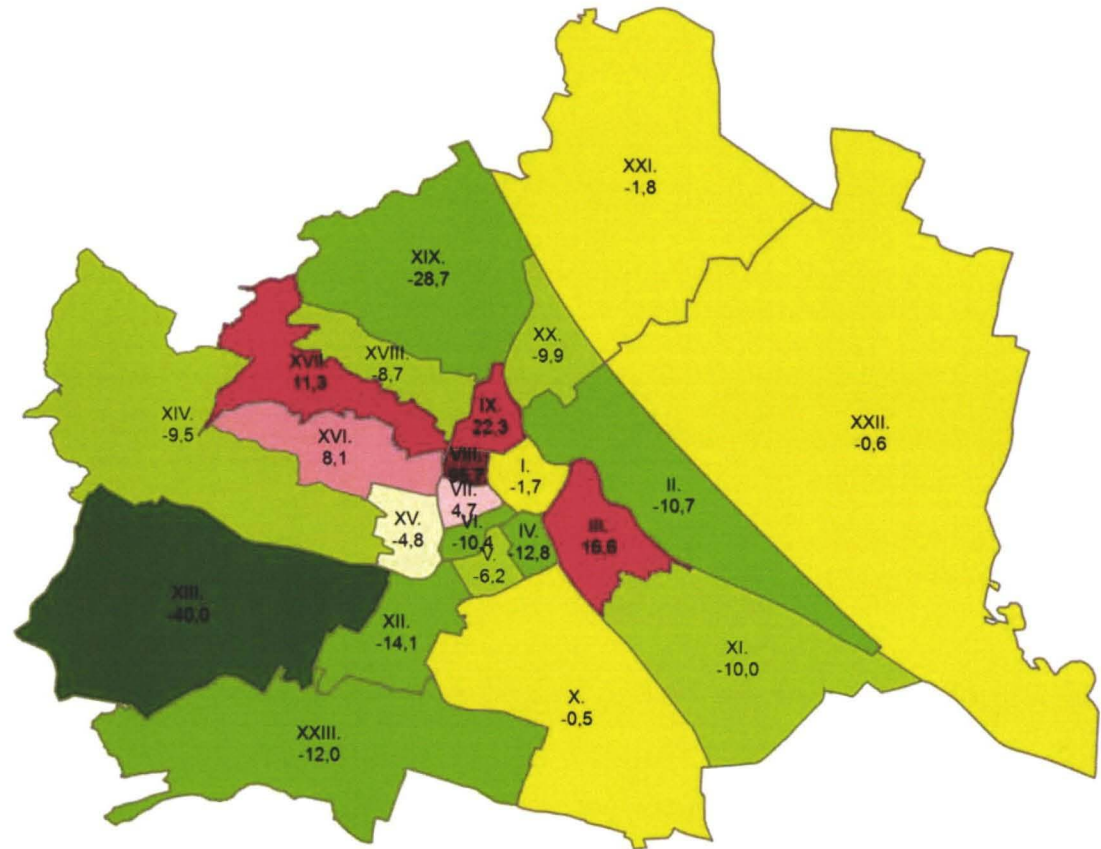 XXI.
-1,8
XIX.
-28,7
XX.
-9,9
XVIII.
-8,7
XVII.
11,3
IX.
22,3
XIV.
-9,5
XVI.
8,1
XXII.
-0,6
VIII.
I.
-1,7
VII.
4,7
II.
-10,7
XV.
-4,8
VI.
-10,4
IV.
-12,8
III.
16,6
V.
-6,2
XIII.
-40,0
XII.
-14,1
XI.
-10,0
X.
-0,5
XXIII.
-12,0